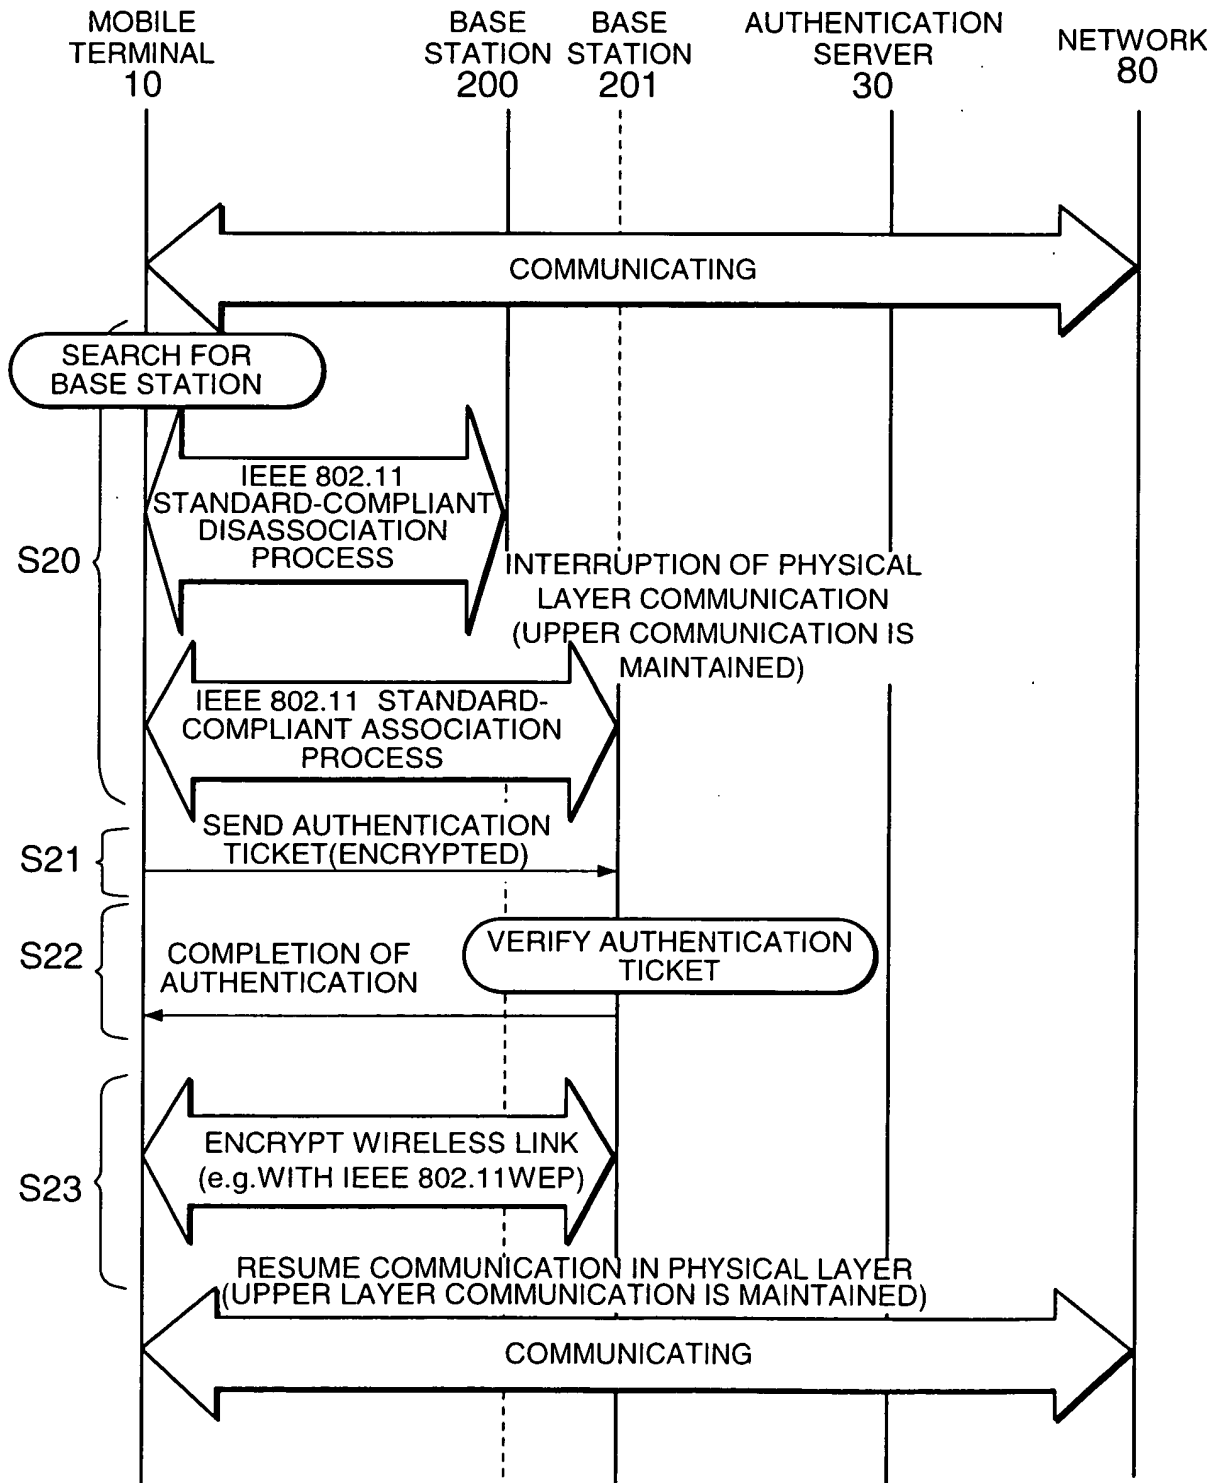 MOBILE
TERMINAL
10
BASE
STATION
200
BASE
STATION
201
AUTHENTICATION
SERVER
30
NETWORK
80
COMMUNICATING
SEARCH FOR
BASE STATION
IEEE 802.11
STANDARD-COMPLIANT
DISASSOCIATION
PROCESS
S20
INTERRUPTION OF PHYSICAL
LAYER COMMUNICATION
(UPPER COMMUNICATION IS
MAINTAINED)
IEEE 802.11 STANDARD-
COMPLIANT ASSOCIATION
PROCESS
SEND AUTHENTICATION
TICKET(ENCRYPTED)
S21
S22
COMPLETION OF
AUTHENTICATION
VERIFY AUTHENTICATION
TICKET
S23
ENCRYPT WIRELESS LINK
(e.g.WITH IEEE 802.11WEP)
RESUME COMMUNICATION IN PHYSICAL LAYER
(UPPER LAYER COMMUNICATION IS MAINTAINED)
COMMUNICATING